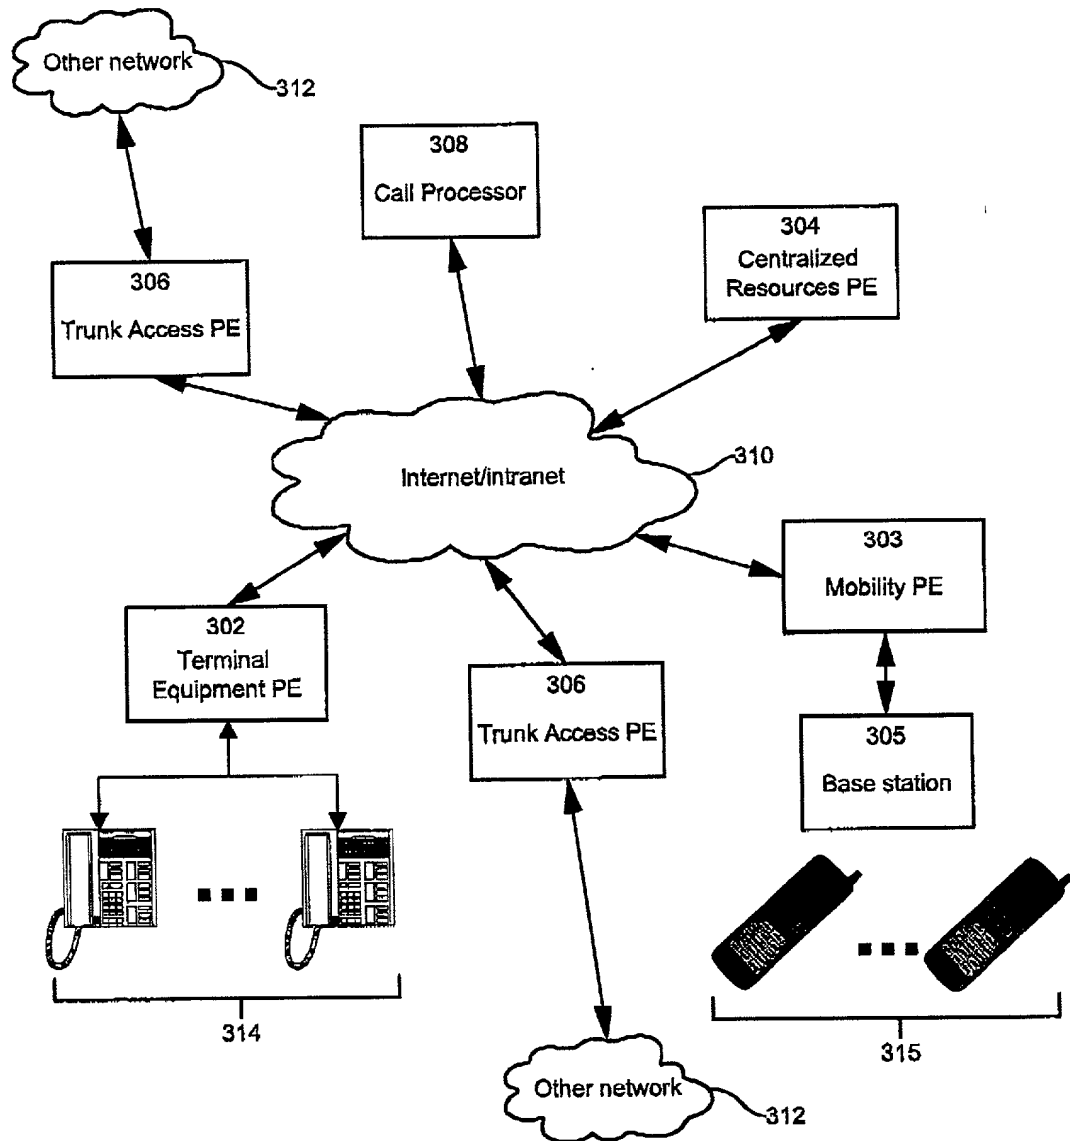 Other network
312
308
Call Processor
304
Centralized
Resources PE
306
Trunk Access PE
310
Internet/intranet
303
Mobility PE
302
Terminal
Equipment PE
306
Trunk Access PE
305
Base station
314
315
Other network
312